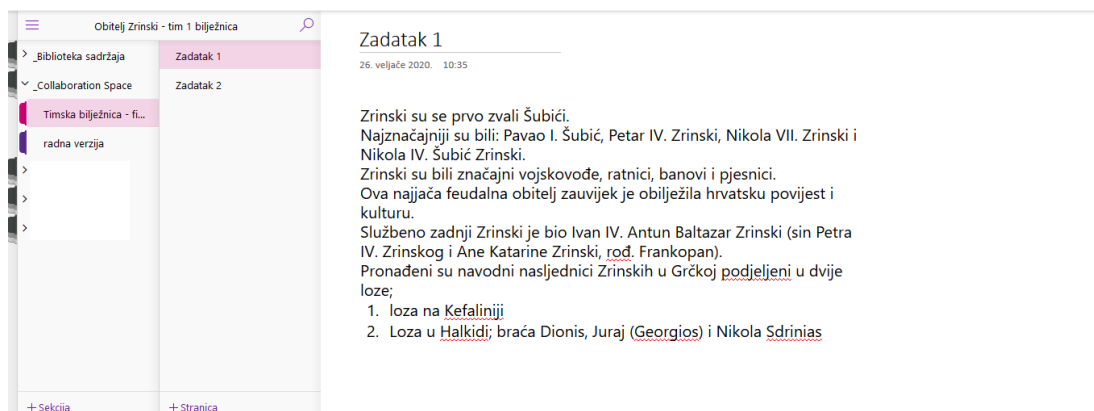 Obitelj Zrinski - tim 1 bilježnica
_Biblioteka sadržaja
_Collaboration Space
Timska bilježnica - fi...
radna verzija
+ Sekcija
Zadatak 1
Zadatak 2
+ Stranica
Zadatak 1
26. veljače 2020. 10:35
Zrinski su se prvo zvali Šubići.
Najznačajniji su bili: Pavao I. Šubić, Petar IV. Zrinski, Nikola VII. Zrinski i
Nikola IV. Šubić Zrinski.
Zrinski su bili značajni vojskovođe, ratnici, banovi i pjesnici.
Ova najjača feudalna obitelj zauvijek je obilježila hrvatsku povijest i
kulturu.
Službeno zadnji Zrinski je bio Ivan IV. Antun Baltazar Zrinski (sin Petra
IV. Zrinskog i Ane Katarine Zrinski, rođ. Frankopan).
Pronađeni su navodni nasljednici Zrinskih u Grčkoj podjeljeni u dvije
loze;
1. loza na Kefaliniji
2. Loza u Halkidi; braća Dionis, Juraj (Georgios) i Nikola Sdrinias